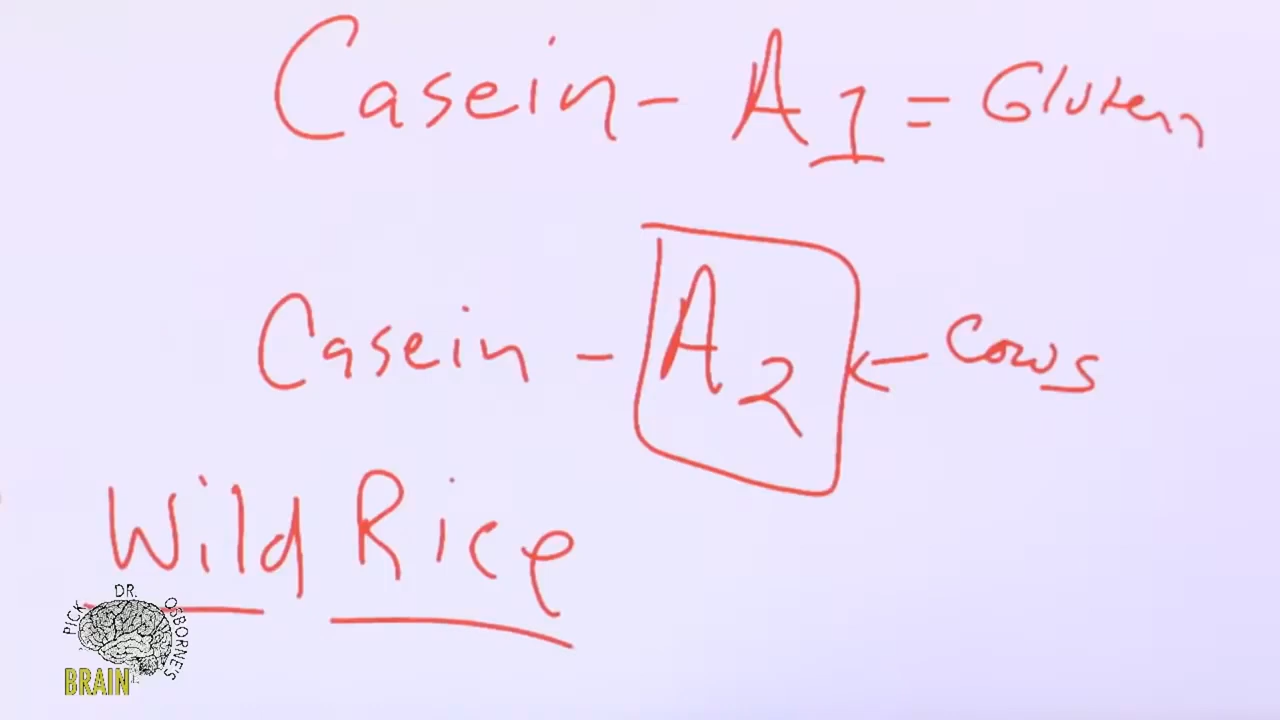 Casein - A1 = Gluten
Casein - A2 ← Cows
Wild Rice
PICK DR. OSBORNE'S
BRAIN